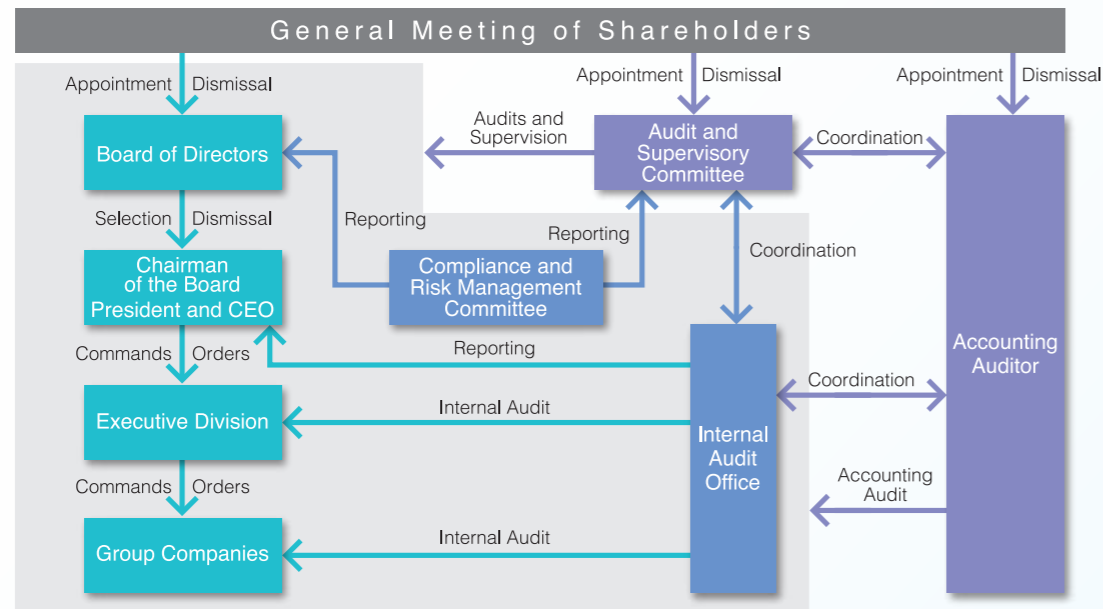 General Meeting of Shareholders
Appointment Dismissal
Appointment Dismissal
Appointment Dismissal
Board of Directors
Audits and
Supervision
Audit and
Supervisory
Committee
Coordination
Selection Dismissal
Reporting
Reporting
Coordination
Chairman
of the Board
President and CEO
Compliance and
Risk Management
Committee
Commands Orders
Reporting
Accounting
Auditor
Executive Division
Internal Audit
Coordination
Internal
Audit
Office
Commands Orders
Accounting
Audit
Group Companies
Internal Audit